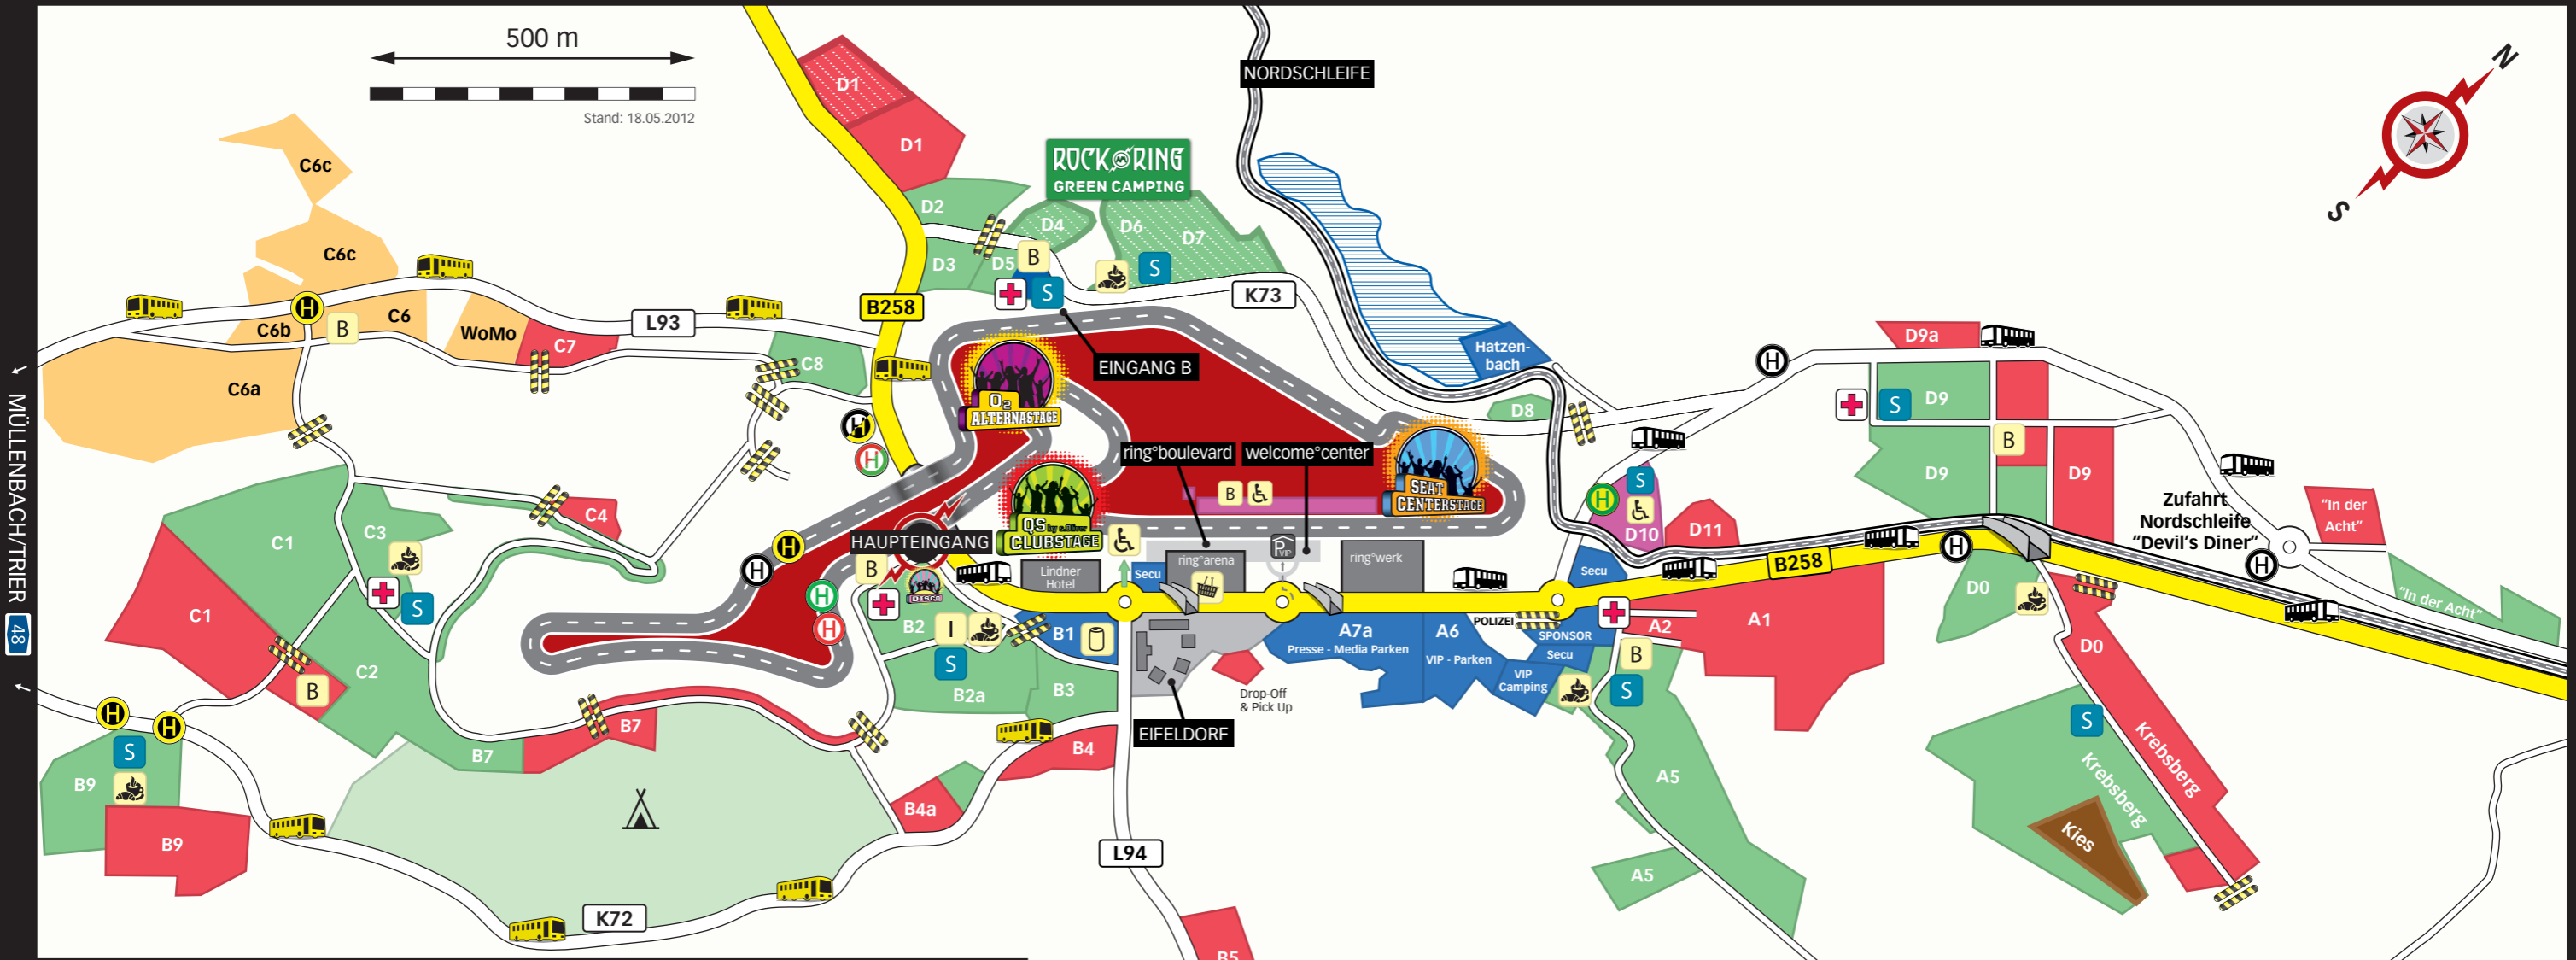 500 m
Stand: 18.05.2012
NORDSCHLEIFE
N
S
D1
D1
ROCK RING
GREEN CAMPING
D2
D4
D6
D7
D3
D5
B
S
S
K73
B258
EINGANG B
C6c
C6c
H
C6b
B
C6
WoMo
C7
L93
C8
C6a
H
H
O2
ALTERNASTAGE
ring°boulevard
welcome°center
B
SEAT
CENTERSTAGE
QS by s.Oliver
CLUBSTAGE
HAUPTEINGANG
Hatzen-
bach
D8
H
D9a
S
D9
B
D9
D9
H
S
D10
D11
Zufahrt
Nordschleife
“Devil’s Diner”
“In der
Acht”
“In der Acht”
H
H
B258
C1
C3
C4
C1
S
C2
B
MÜLLENBACH/TRIER
48
H
H
B
DISCO
H
H
B2
I
S
B2a
B1
B3
Lindner
Hotel
Secu
ring°arena
P VIP
ring°werk
Secu
POLIZEI
SPONSOR
Secu
A7a
Presse - Media Parken
A6
VIP - Parken
VIP
Camping
A2
A1
B
S
D0
D0
Drop-Off
& Pick Up
EIFELDORF
H
H
S
B9
B9
B7
B7
B4
B4a
K72
L94
B5
A5
A5
S
Krebsberg
Krebsberg
Kies